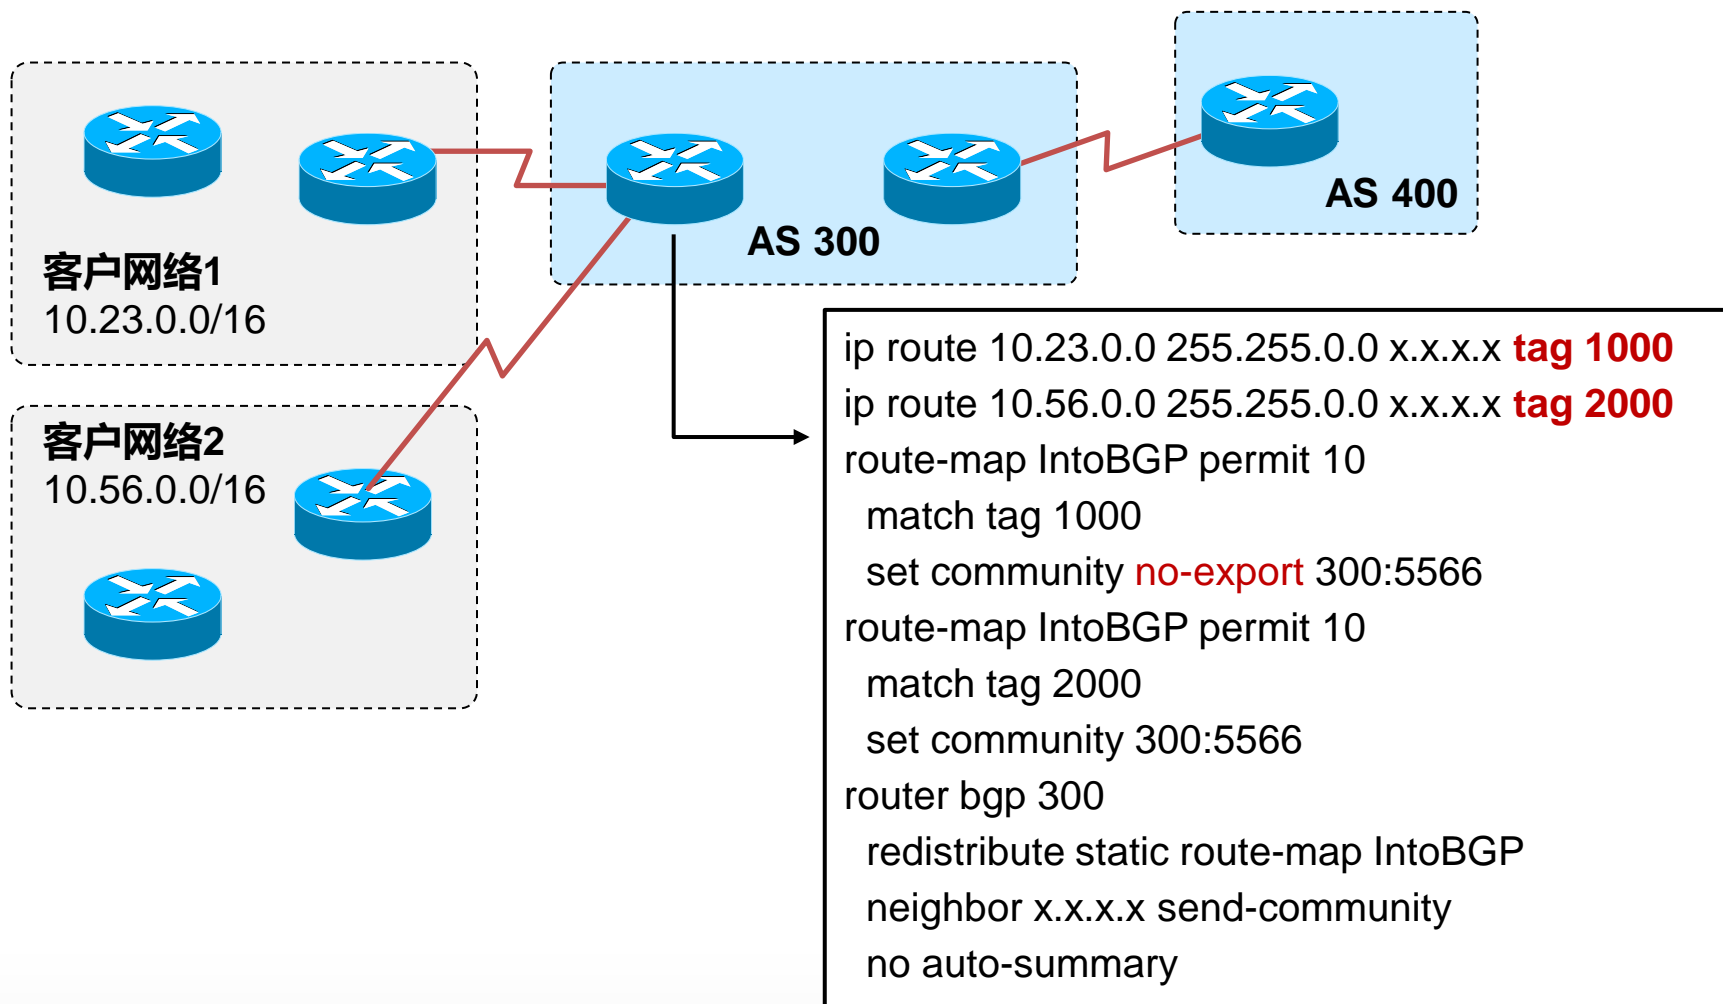 客户网络1
10.23.0.0/16
客户网络2
10.56.0.0/16
AS 300
AS 400
ip route 10.23.0.0 255.255.0.0 x.x.x.x tag 1000
ip route 10.56.0.0 255.255.0.0 x.x.x.x tag 2000
route-map IntoBGP permit 10
match tag 1000
set community no-export 300:5566
route-map IntoBGP permit 10
match tag 2000
set community 300:5566
router bgp 300
redistribute static route-map IntoBGP
neighbor x.x.x.x send-community
no auto-summary